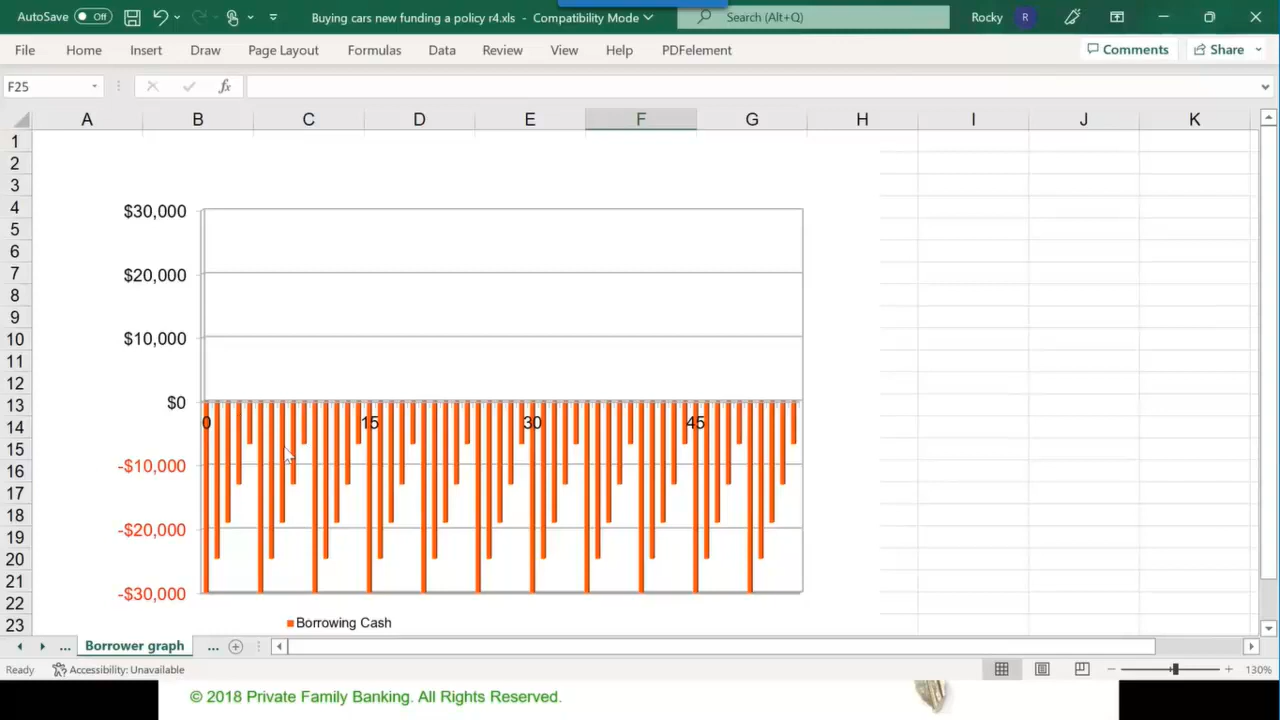 AutoSave Off Buying cars new funding a policy r4.xls - Compatibility Mode Search (Alt+Q) Rocky R
File Home Insert Draw Page Layout Formulas Data Review View Help PDFelement Comments Share
F25 fx
A B C D E F G H I J K
1
2
3
4 $30,000
5
6
7 $20,000
8
9
10 $10,000
11
12
13 $0
14 0 15 30 45
15
16 -$10,000
17
18
19 -$20,000
20
21
22 -$30,000
23 Borrowing Cash
... Borrower graph ...
Ready Accessibility: Unavailable 130%
© 2018 Private Family Banking. All Rights Reserved.